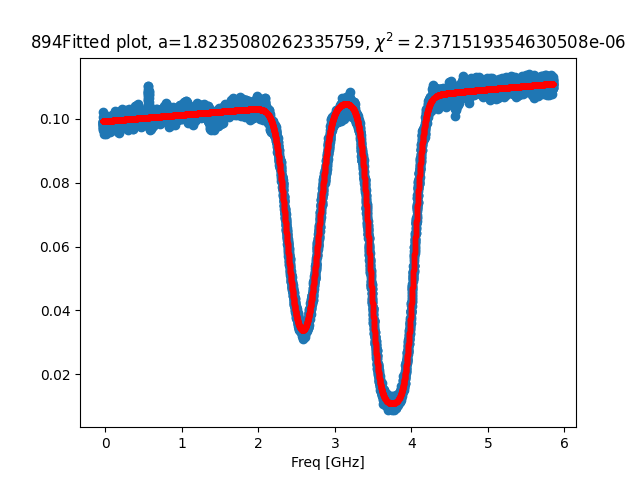 894Fitted plot, a=1.8235080262335759, χ² = 2.371519354630508e-06
0.10
0.08
0.06
0.04
0.02
0 1 2 3 4 5 6
Freq [GHz]